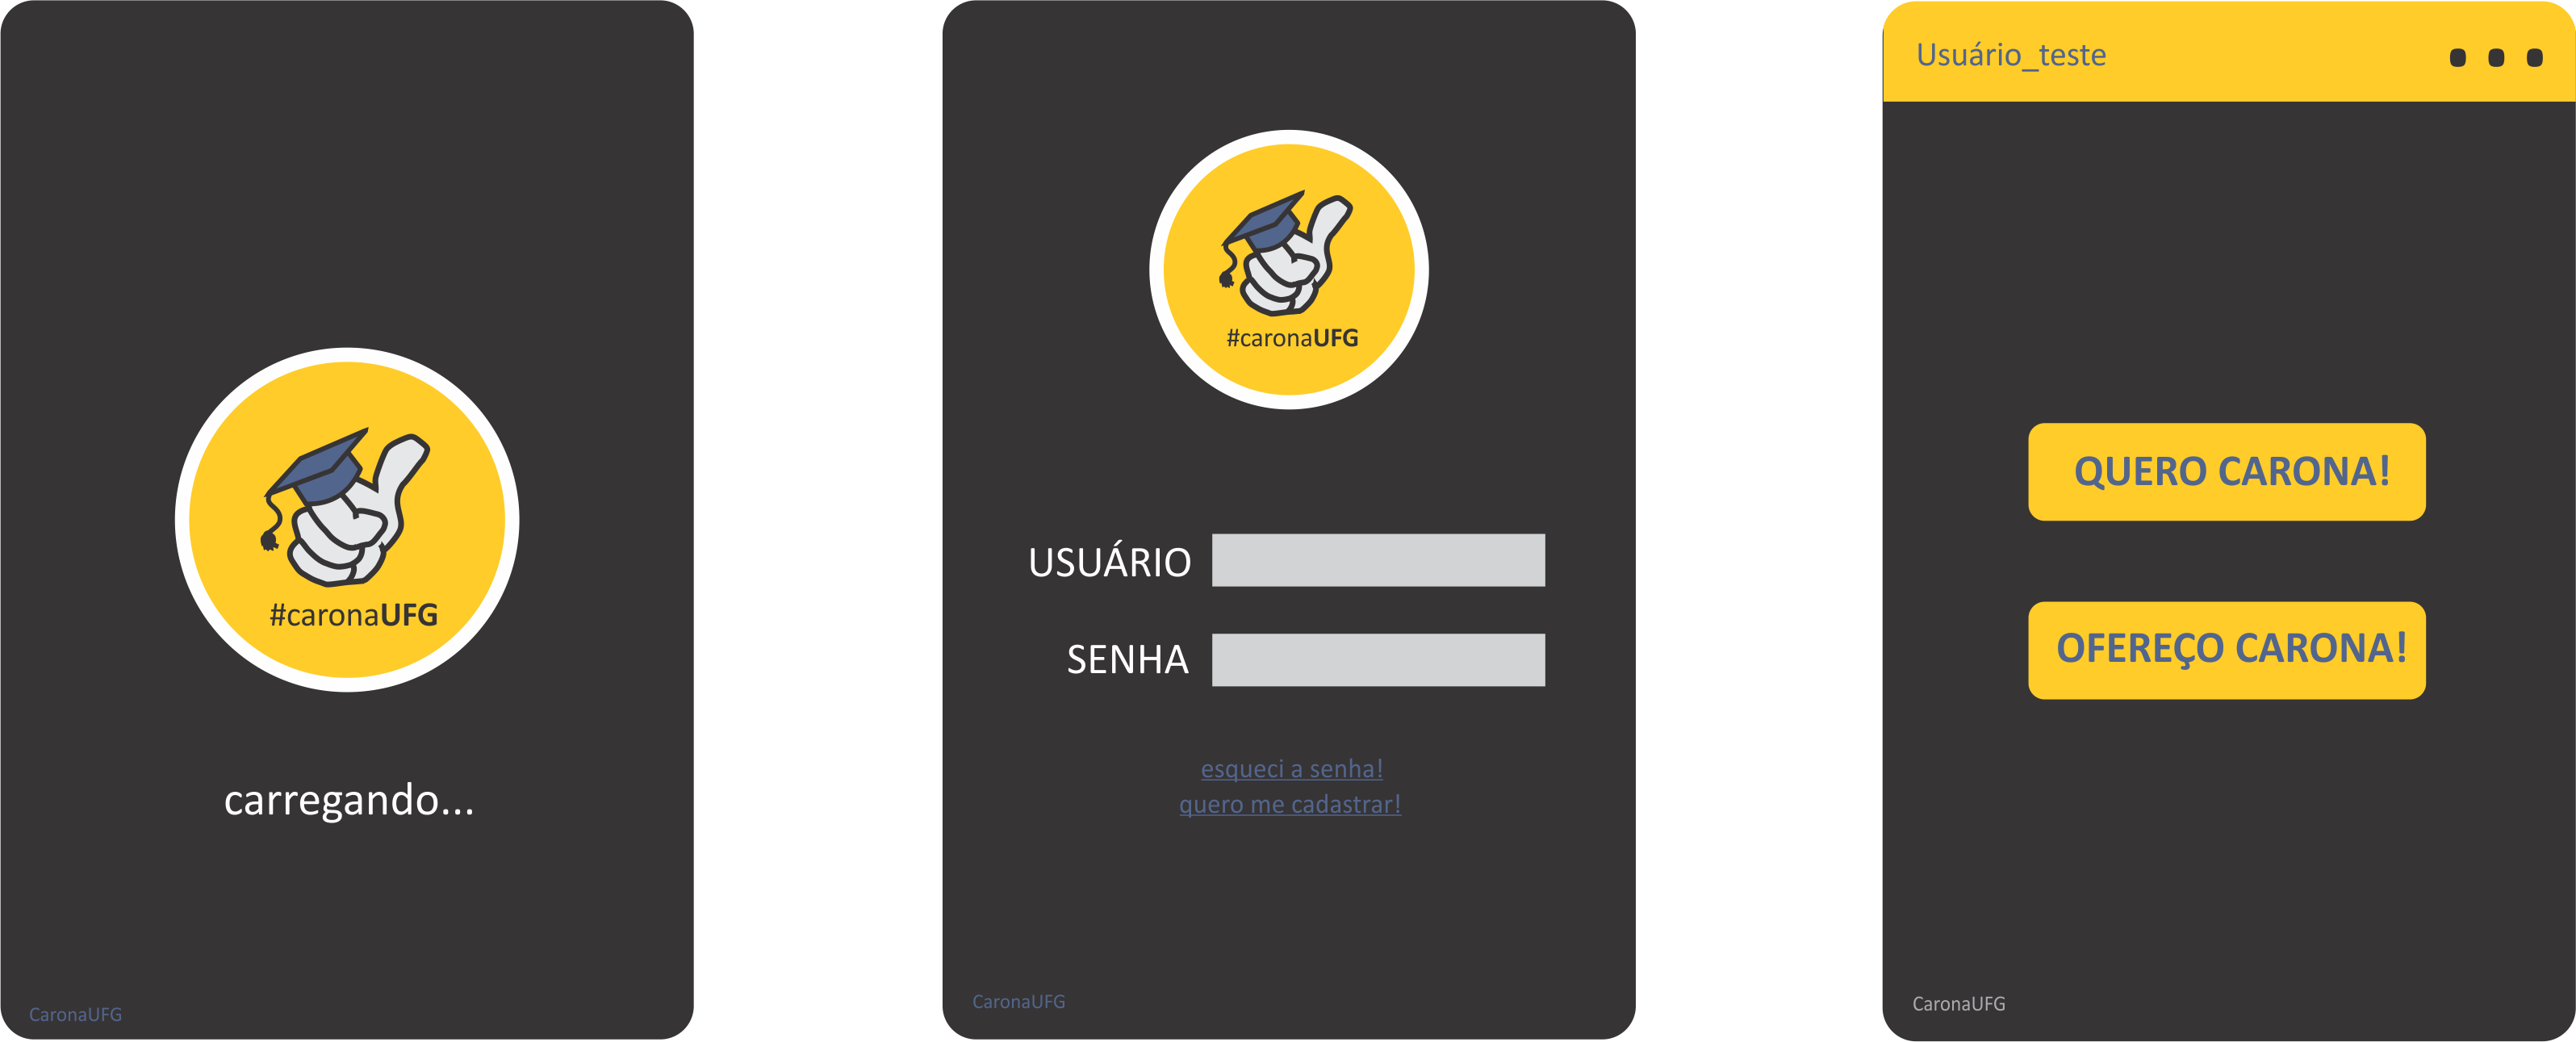 #caronaUFG
carregando...
CaronaUFG
#caronaUFG
USUÁRIO
SENHA
esqueci a senha!
quero me cadastrar!
CaronaUFG
Usuário_teste
QUERO CARONA!
OFEREÇO CARONA!
CaronaUFG